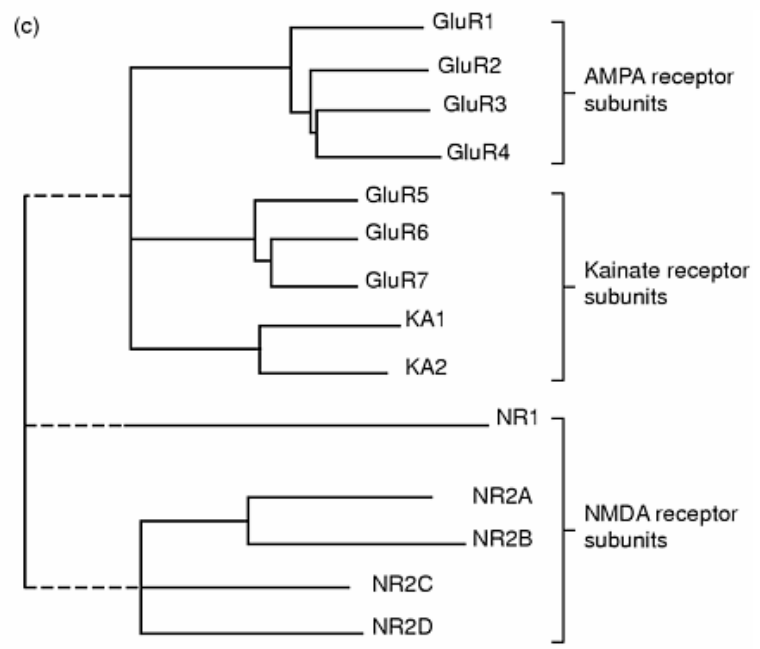 (c)
GluR1
GluR2
GluR3
GluR4
AMPA receptor
subunits
GluR5
GluR6
GluR7
KA1
KA2
Kainate receptor
subunits
NR1
NR2A
NR2B
NR2C
NR2D
NMDA receptor
subunits